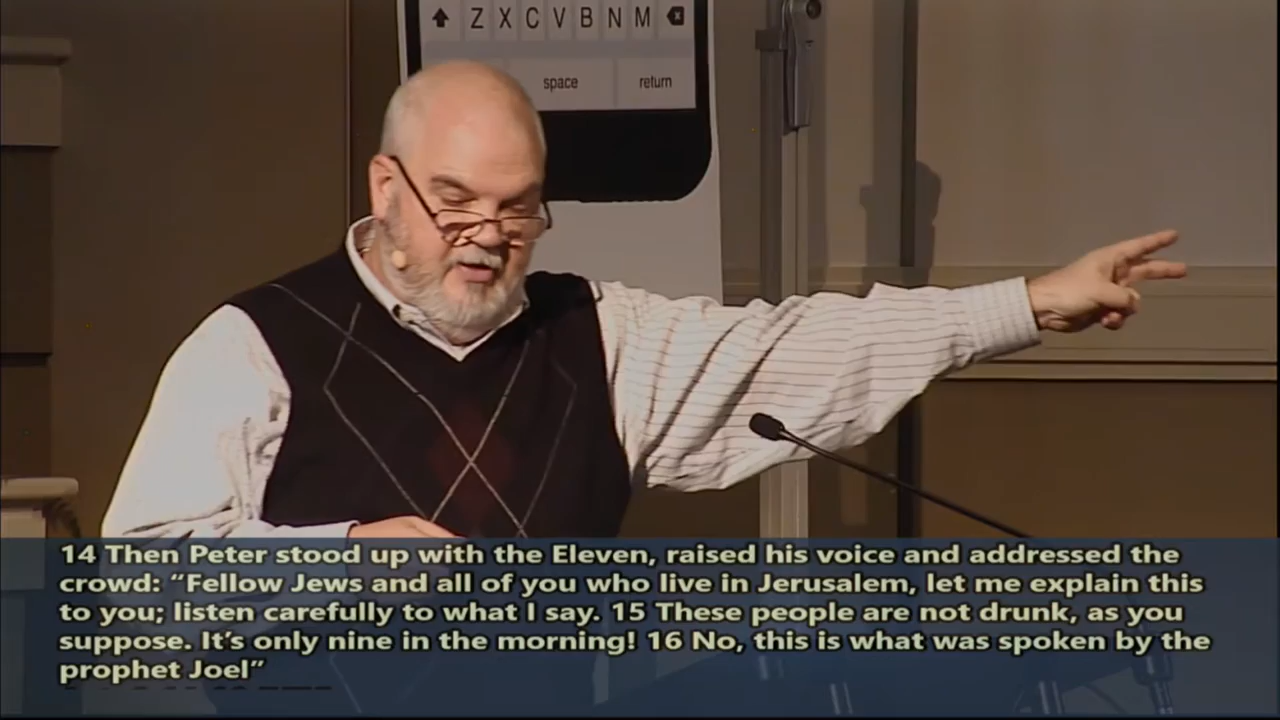 Z X C V B N M
space return
14 Then Peter stood up with the Eleven, raised his voice and addressed the
crowd: “Fellow Jews and all of you who live in Jerusalem, let me explain this
to you; listen carefully to what I say. 15 These people are not drunk, as you
suppose. It’s only nine in the morning! 16 No, this is what was spoken by the
prophet Joel”